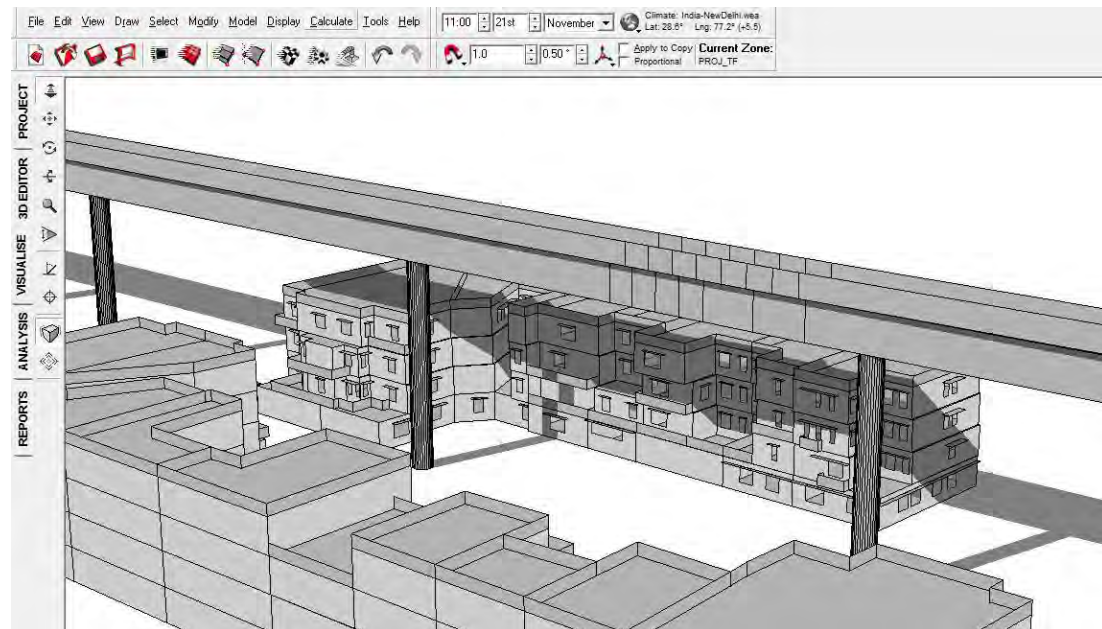 File Edit View Draw Select Modify Model Display Calculate Tools Help
11:00 21st November Climate: India-NewDelhi.wea
Lat: 28.6° Lng: 77.2° (+5.5)
1.0 0.50 ° Apply to Copy Current Zone:
Proportional PROJ_TF
PROJECT
3D EDITOR
VISUALISE
ANALYSIS
REPORTS